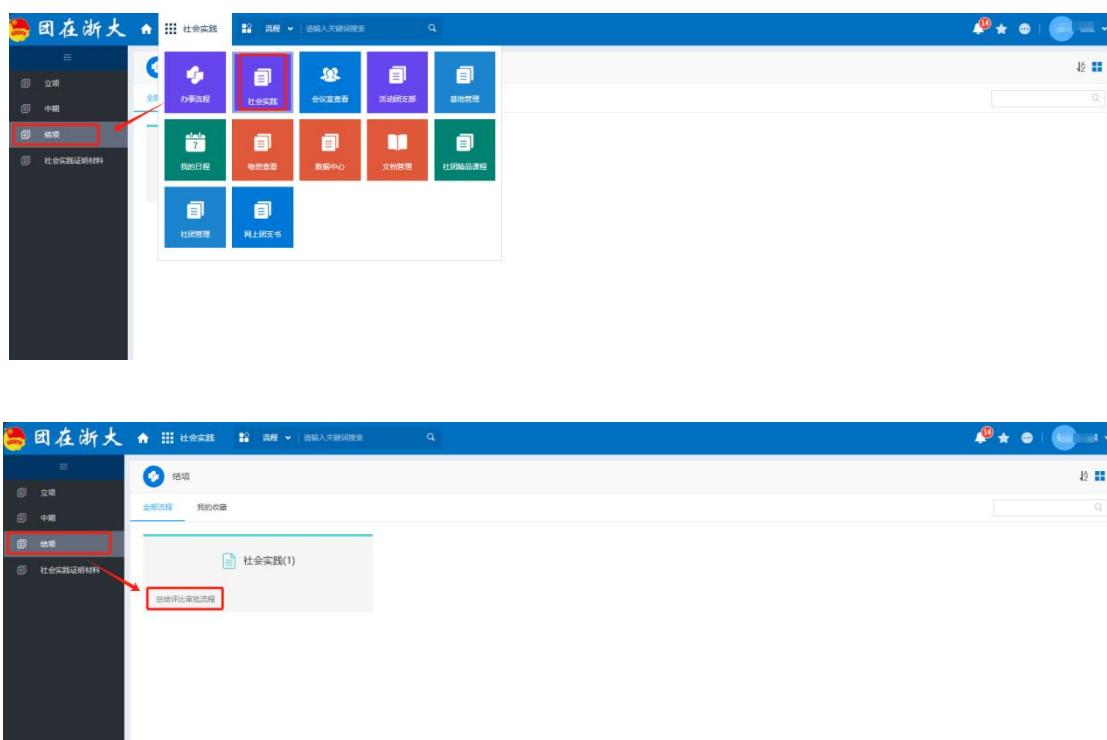 团在浙大 社会实践 流程 请输入关键词搜索 14
立项
中期
结项
社会实践证明材料
办事流程 社会实践 会议室查看 活动团支部 基地管理
7
我的日程 物资查看 数据中心 文档管理 社团精品课程
社团管理 网上团支书
团在浙大 社会实践 流程 请输入关键词搜索 14
结项
立项
全部流程 我的收藏
中期
结项
社会实践(1)
社会实践证明材料
总结评比审批流程